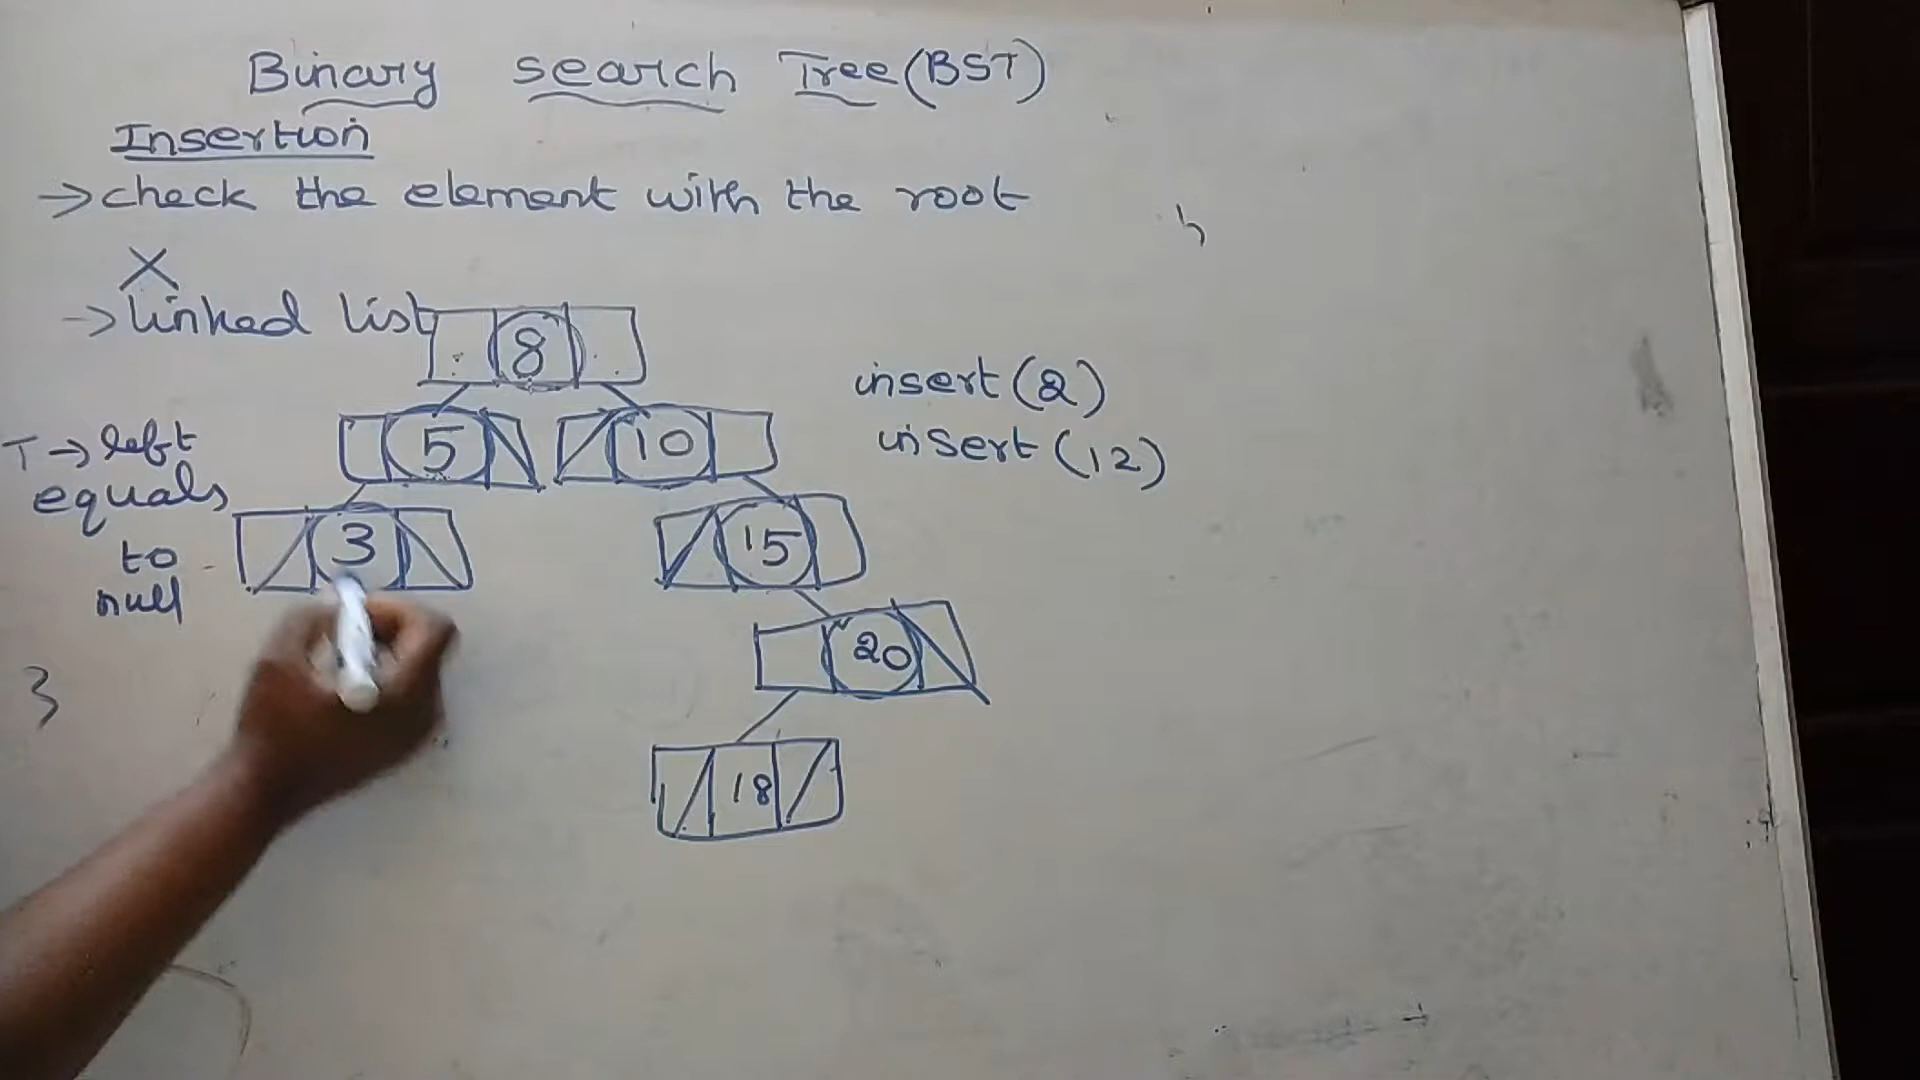 Binary search Tree (BST)
Insertion
→ check the element with the root
X
→ linked list
8
insert (2)
5 10
insert (12)
T → left
equals
to
null
3 15
20
3
18